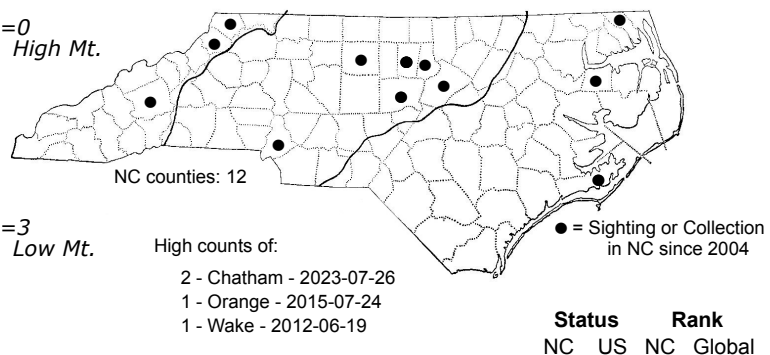 =0
High Mt.
NC counties: 12
=3
Low Mt.
High counts of:
2 - Chatham - 2023-07-26
1 - Orange - 2015-07-24
1 - Wake - 2012-06-19
● = Sighting or Collection
in NC since 2004
Status Rank
NC US NC Global